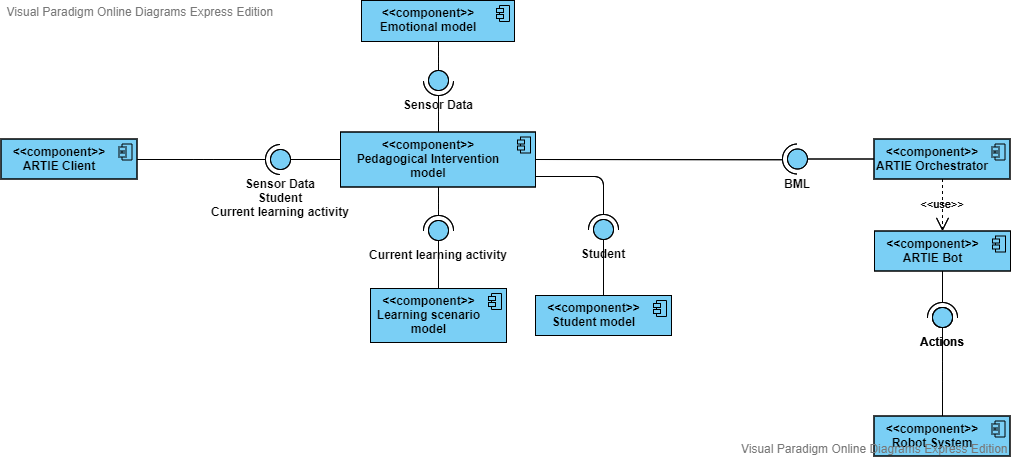 Visual Paradigm Online Diagrams Express Edition
<<component>>
Emotional model
Sensor Data
<<component>>
ARTIE Client
Sensor Data
Student
Current learning activity
<<component>>
Pedagogical Intervention
model
BML
<<component>>
ARTIE Orchestrator
<<use>>
<<component>>
ARTIE Bot
Current learning activity
Student
<<component>>
Learning scenario
model
<<component>>
Student model
Actions
<<component>>
Robot System
Visual Paradigm Online Diagrams Express Edition